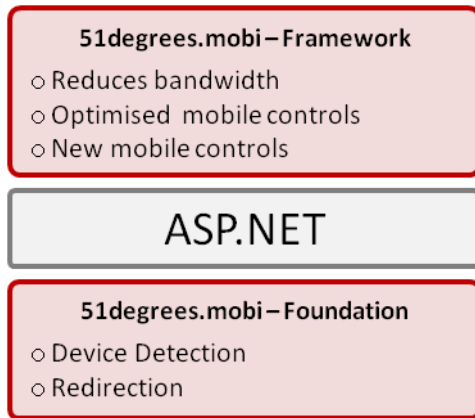 51degrees.mobi – Framework
○ Reduces bandwidth
○ Optimised mobile controls
○ New mobile controls
ASP.NET
51degrees.mobi – Foundation
○ Device Detection
○ Redirection